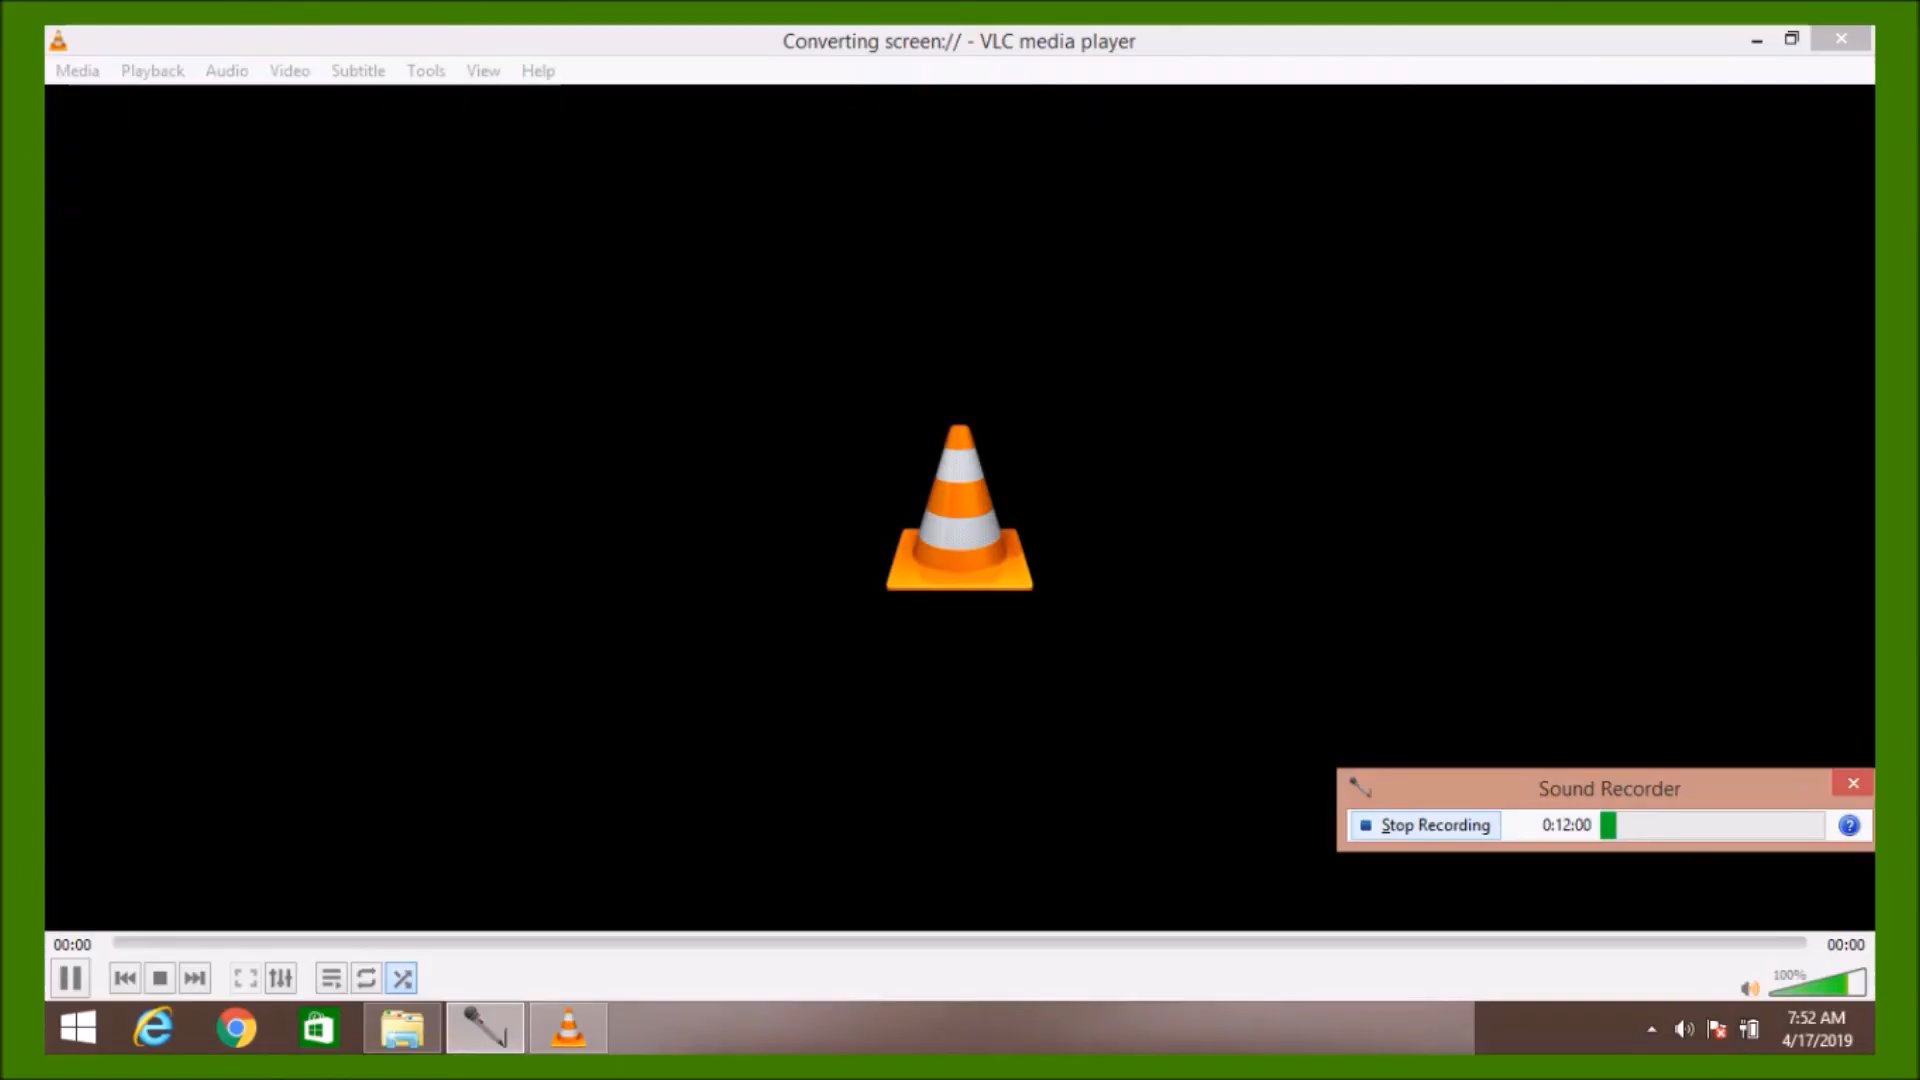 Converting screen:// - VLC media player
Media Playback Audio Video Subtitle Tools View Help
Sound Recorder
Stop Recording 0:12:00
00:00 00:00
100%
7:52 AM
4/17/2019